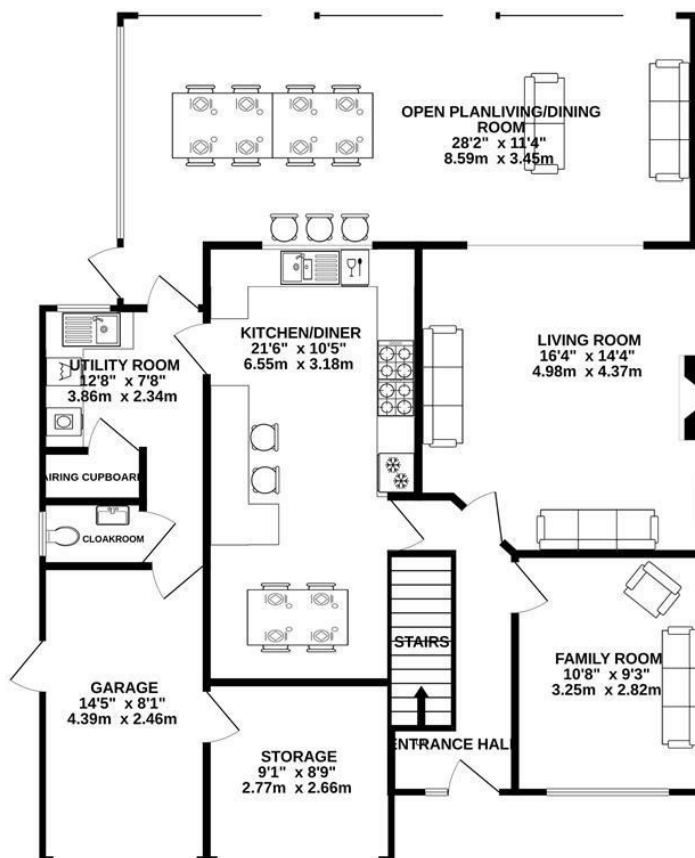 OPEN PLANLIVING/DINING
ROOM
28'2" x 11'4"
8.59m x 3.45m
KITCHEN/DINER
21'6" x 10'5"
6.55m x 3.18m
LIVING ROOM
16'4" x 14'4"
4.98m x 4.37m
UTILITY ROOM
12'8" x 7'8"
3.86m x 2.34m
AIRING CUPBOARD
CLOAKROOM
STAIRS
FAMILY ROOM
10'8" x 9'3"
3.25m x 2.82m
GARAGE
14'5" x 8'1"
4.39m x 2.46m
ENTRANCE HALL
STORAGE
9'1" x 8'9"
2.77m x 2.66m